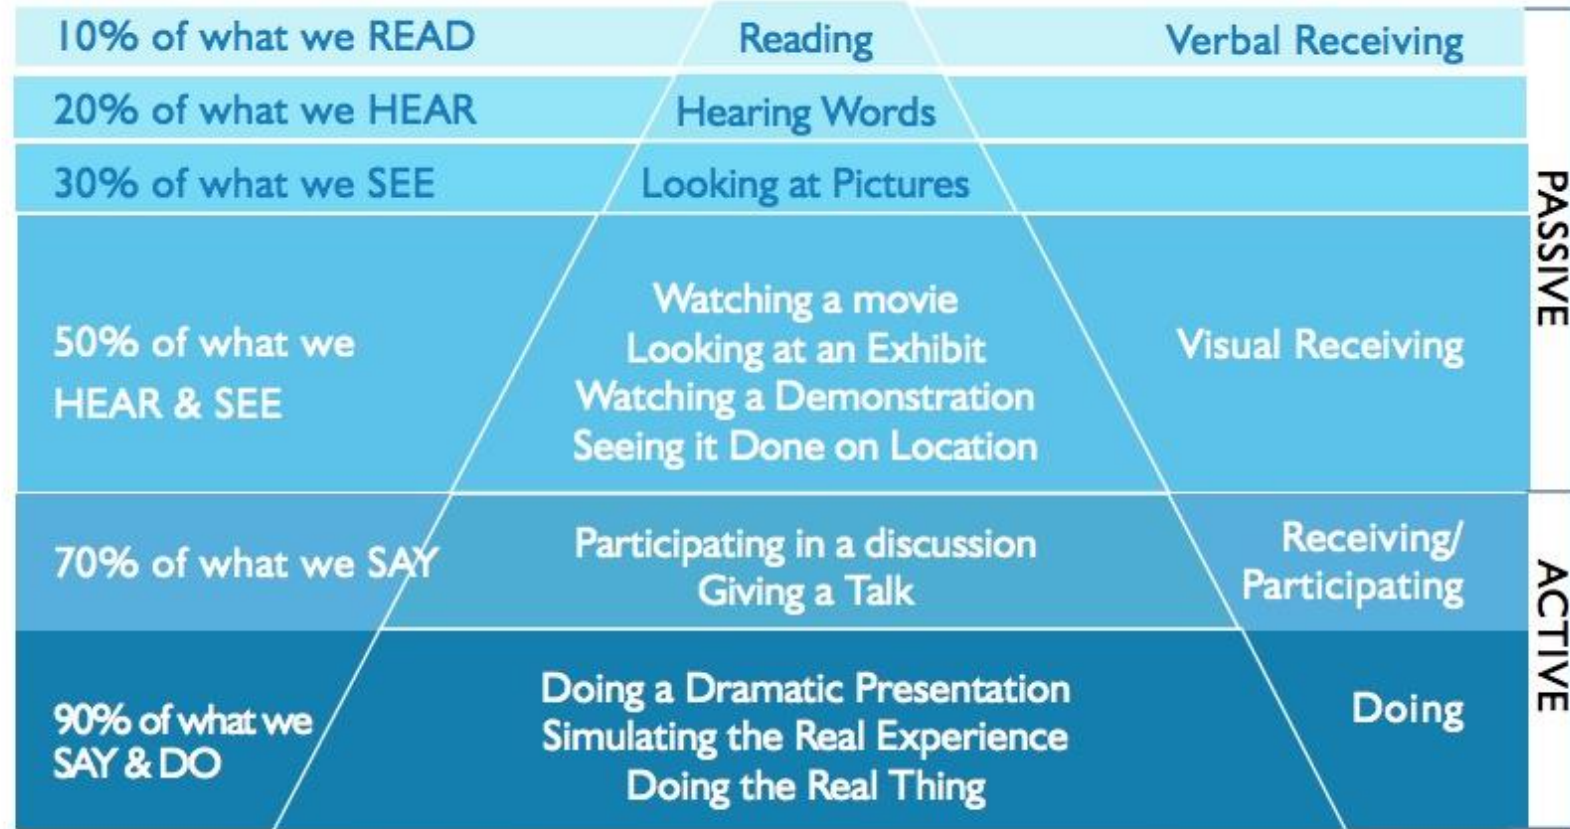 10% of what we READ
Reading
Verbal Receiving
20% of what we HEAR
Hearing Words
30% of what we SEE
Looking at Pictures
50% of what we
HEAR & SEE
Watching a movie
Looking at an Exhibit
Watching a Demonstration
Seeing it Done on Location
Visual Receiving
PASSIVE
70% of what we SAY
Participating in a discussion
Giving a Talk
Receiving/
Participating
90% of what we
SAY & DO
Doing a Dramatic Presentation
Simulating the Real Experience
Doing the Real Thing
Doing
ACTIVE